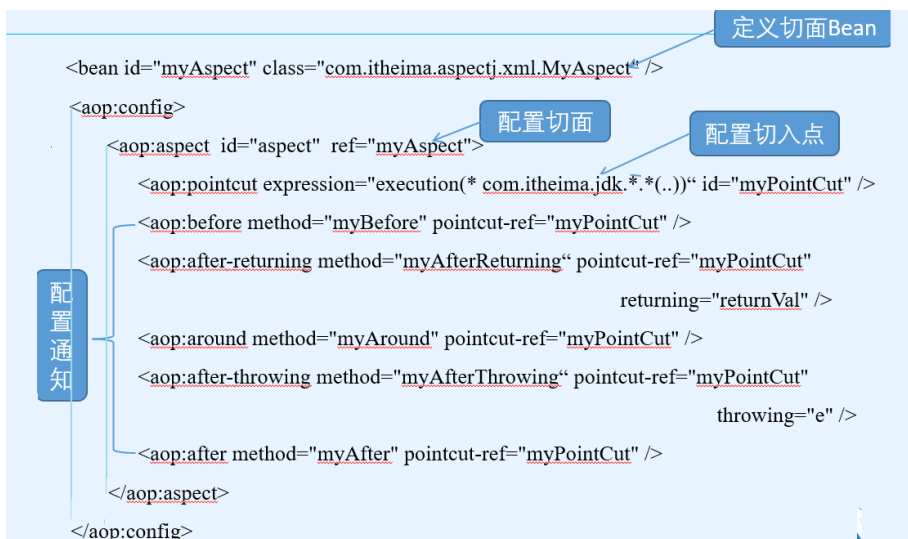 定义切面Bean
<bean id="myAspect" class="com.itheima.aspectj.xml.MyAspect" />
<aop:config>
配置切面
配置切入点
<aop:aspect id="aspect" ref="myAspect">
<aop:pointcut expression="execution(* com.itheima.jdk.*.*(..))“ id="myPointCut" />
<aop:before method="myBefore" pointcut-ref="myPointCut" />
<aop:after-returning method="myAfterReturning“ pointcut-ref="myPointCut"
returning="returnVal" />
配置通知
<aop:around method="myAround" pointcut-ref="myPointCut" />
<aop:after-throwing method="myAfterThrowing“ pointcut-ref="myPointCut"
throwing="e" />
<aop:after method="myAfter" pointcut-ref="myPointCut" />
</aop:aspect>
</aop:config>